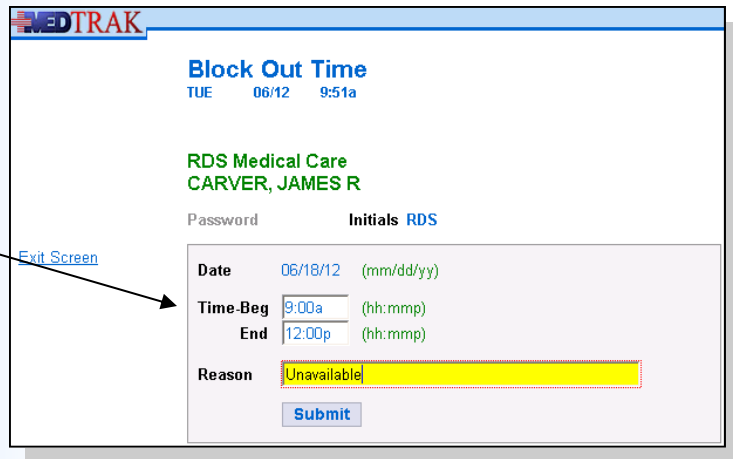 MEDTRAK
Block Out Time
TUE 06/12 9:51a
RDS Medical Care
CARVER, JAMES R
Password Initials RDS
Exit Screen
Date 06/18/12 (mm/dd/yy)
Time-Beg 9:00a (hh:mmp)
End 12:00p (hh:mmp)
Reason Unavailable
Submit